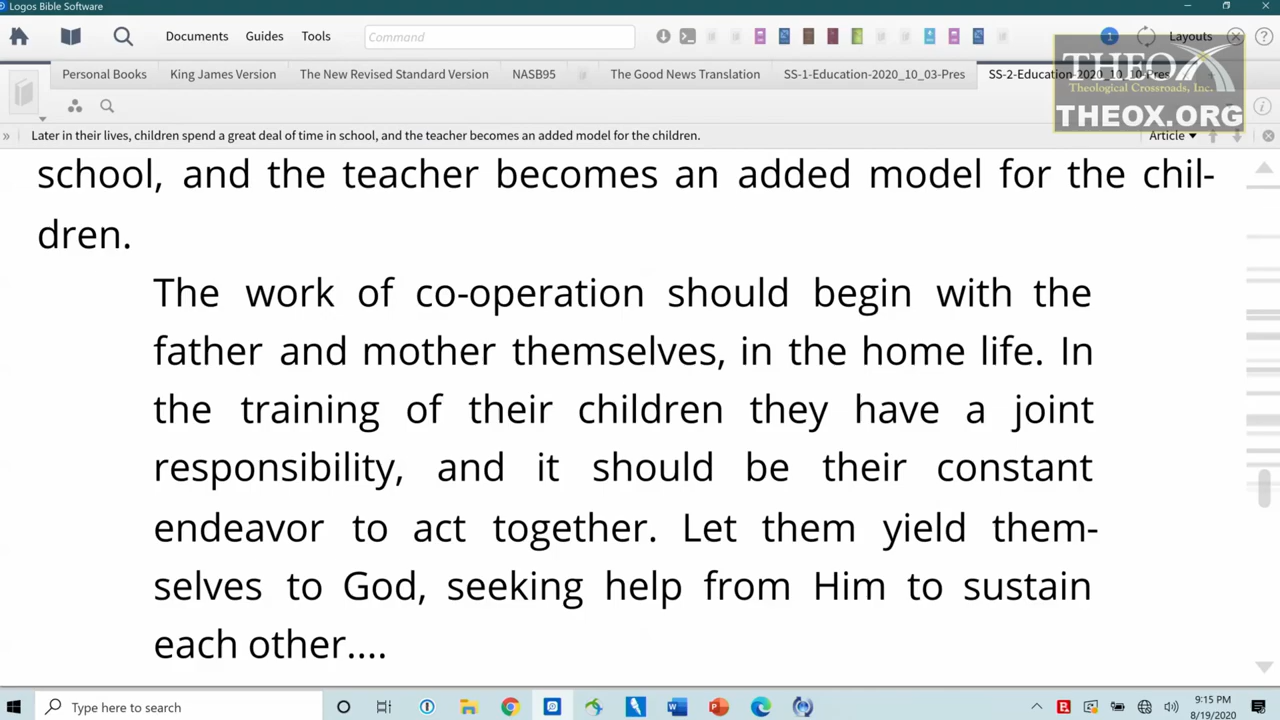 Logos Bible Software
Documents Guides Tools Command 1 Layouts
Personal Books King James Version The New Revised Standard Version NASB95 The Good News Translation SS-1-Education-2020_10_03-Pres SS-2-Education-2020_10_10-Pres
THEOX
Theological Crossroads, Inc.
THEOX.ORG
Later in their lives, children spend a great deal of time in school, and the teacher becomes an added model for the children. Article
school, and the teacher becomes an added model for the chil-
dren.
The work of co-operation should begin with the
father and mother themselves, in the home life. In
the training of their children they have a joint
responsibility, and it should be their constant
endeavor to act together. Let them yield them-
selves to God, seeking help from Him to sustain
each other....
Type here to search
9:15 PM
8/19/2020